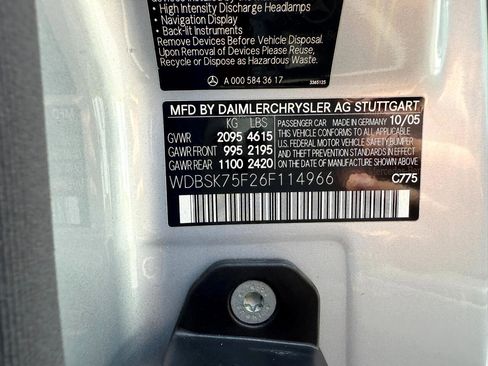 • High Intensity Discharge Headlamps
• Navigation Display
• Back-lit Instruments
Remove Devices Before Vehicle Disposal
Upon Removal of Devices Please Reuse,
Recycle or Dispose as Hazardous Waste.
A 000 584 36 17
MFD BY DAIMLERCHRYSLER AG STUTTGART
KG LBS
GVWR 2095 4615
GAWR FRONT 995 2195
GAWR REAR 1100 2420
PASSENGER CAR MADE IN GERMANY 10/05
THIS VEHICLE CONFORMS TO ALL APPLICABLE
U.S. FEDERAL MOTOR VEHICLE SAFETY,
BUMPER AND THEFT PREVENTION STANDARDS
IN EFFECT ON THE DATE OF MANUFACTURE
SHOWN ABOVE.
WDBSK75F26F114966
C775